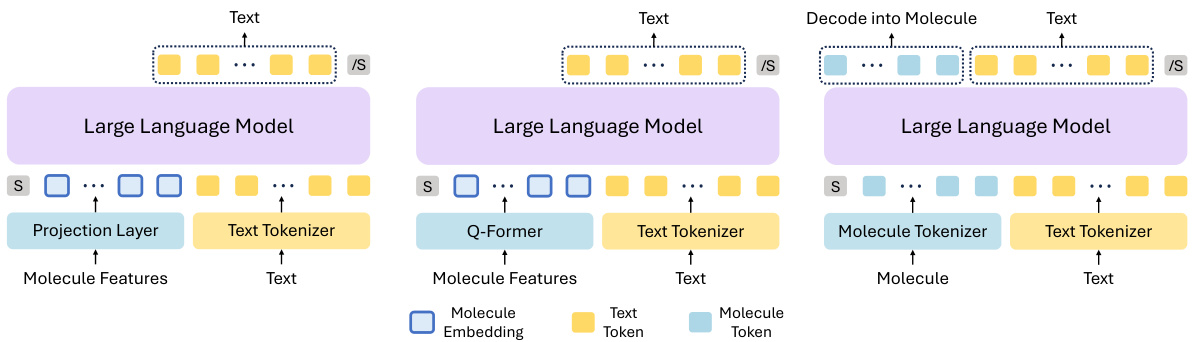 Text
/S
Large Language Model
S
Projection Layer
Text Tokenizer
Molecule Features
Text
Text
/S
Large Language Model
S
Q-Former
Text Tokenizer
Molecule Features
Text
Decode into Molecule
Text
/S
Large Language Model
S
Molecule Tokenizer
Text Tokenizer
Molecule
Text
Molecule
Embedding
Text
Token
Molecule
Token